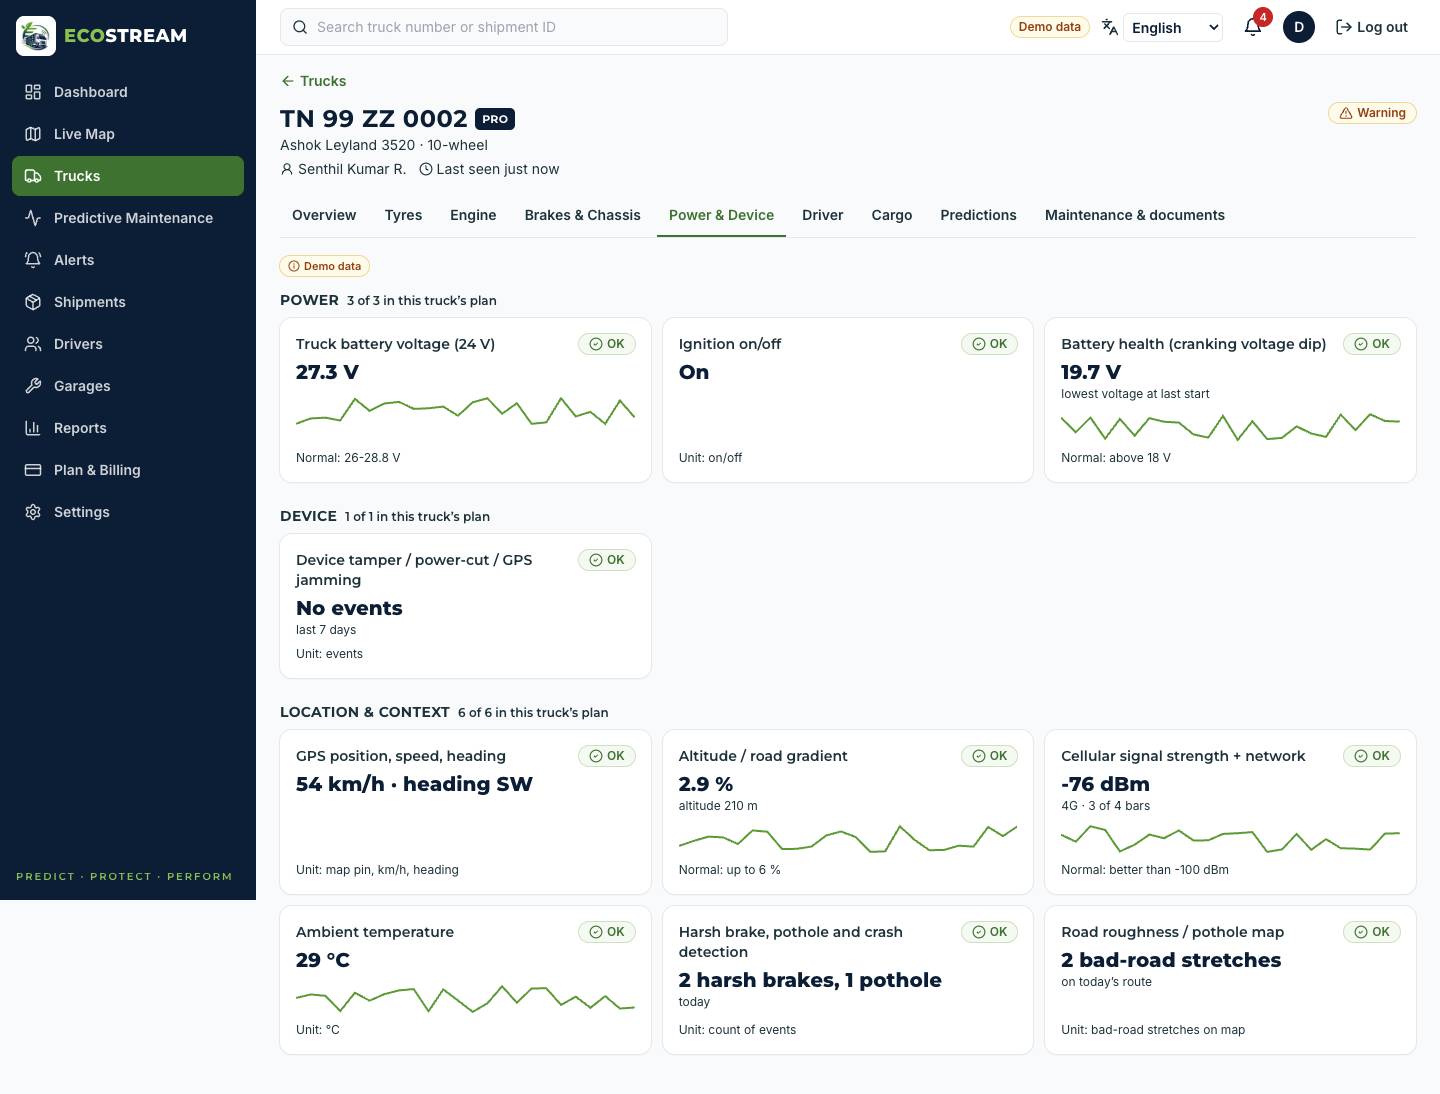 ECOSTREAM
Search truck number or shipment ID
Demo data
English
4
D
Log out
Dashboard
Live Map
Trucks
Predictive Maintenance
Alerts
Shipments
Drivers
Garages
Reports
Plan & Billing
Settings
PREDICT · PROTECT · PERFORM
Trucks
TN 99 ZZ 0002 PRO
Warning
Ashok Leyland 3520 · 10-wheel
Senthil Kumar R. Last seen just now
Overview Tyres Engine Brakes & Chassis Power & Device Driver Cargo Predictions Maintenance & documents
Demo data
POWER 3 of 3 in this truck’s plan
Truck battery voltage (24 V) OK
27.3 V
Normal: 26-28.8 V
Ignition on/off OK
On
Unit: on/off
Battery health (cranking voltage dip) OK
19.7 V
lowest voltage at last start
Normal: above 18 V
DEVICE 1 of 1 in this truck’s plan
Device tamper / power-cut / GPS
jamming
OK
No events
last 7 days
Unit: events
LOCATION & CONTEXT 6 of 6 in this truck’s plan
GPS position, speed, heading OK
54 km/h · heading SW
Unit: map pin, km/h, heading
Altitude / road gradient OK
2.9 %
altitude 210 m
Normal: up to 6 %
Cellular signal strength + network OK
-76 dBm
4G · 3 of 4 bars
Normal: better than -100 dBm
Ambient temperature OK
29 °C
Unit: °C
Harsh brake, pothole and crash
detection
OK
2 harsh brakes, 1 pothole
today
Unit: count of events
Road roughness / pothole map OK
2 bad-road stretches
on today’s route
Unit: bad-road stretches on map